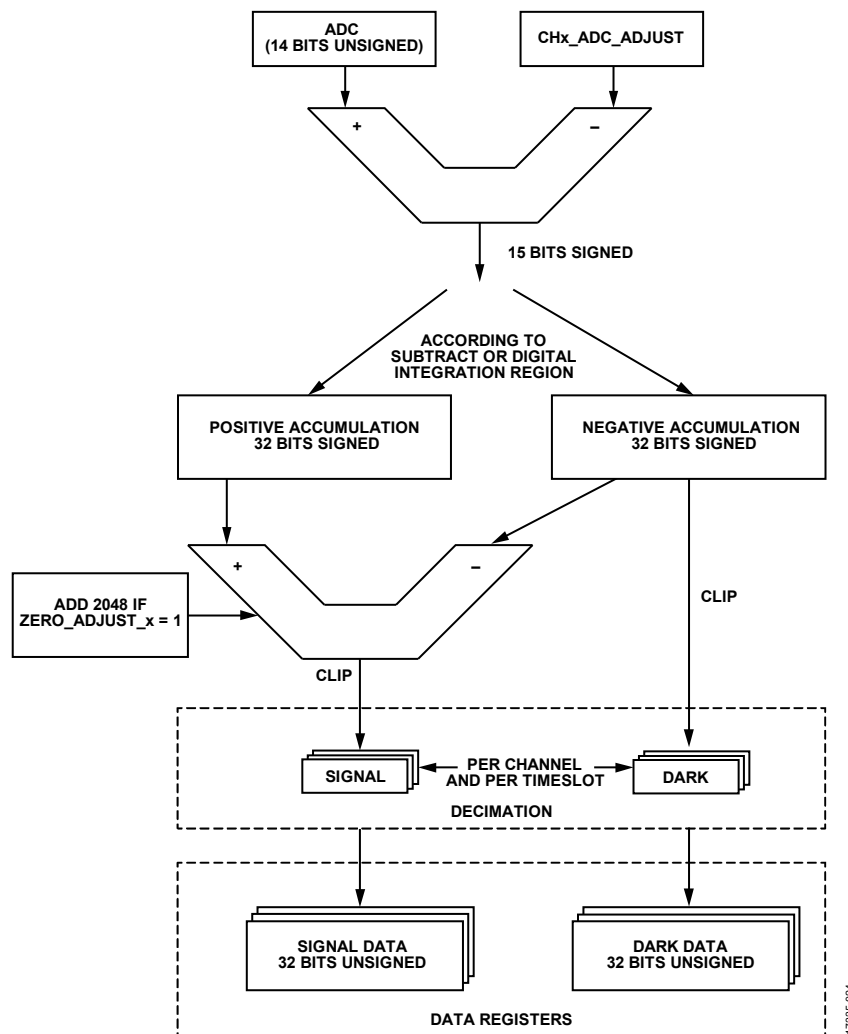 ADC
(14 BITS UNSIGNED)
CHx_ADC_ADJUST
+
–
15 BITS SIGNED
ACCORDING TO
SUBTRACT OR DIGITAL
INTEGRATION REGION
POSITIVE ACCUMULATION
32 BITS SIGNED
NEGATIVE ACCUMULATION
32 BITS SIGNED
+
–
ADD 2048 IF
ZERO_ADJUST_x = 1
CLIP
CLIP
SIGNAL
PER CHANNEL
AND PER TIMESLOT
DARK
DECIMATION
SIGNAL DATA
32 BITS UNSIGNED
DARK DATA
32 BITS UNSIGNED
DATA REGISTERS